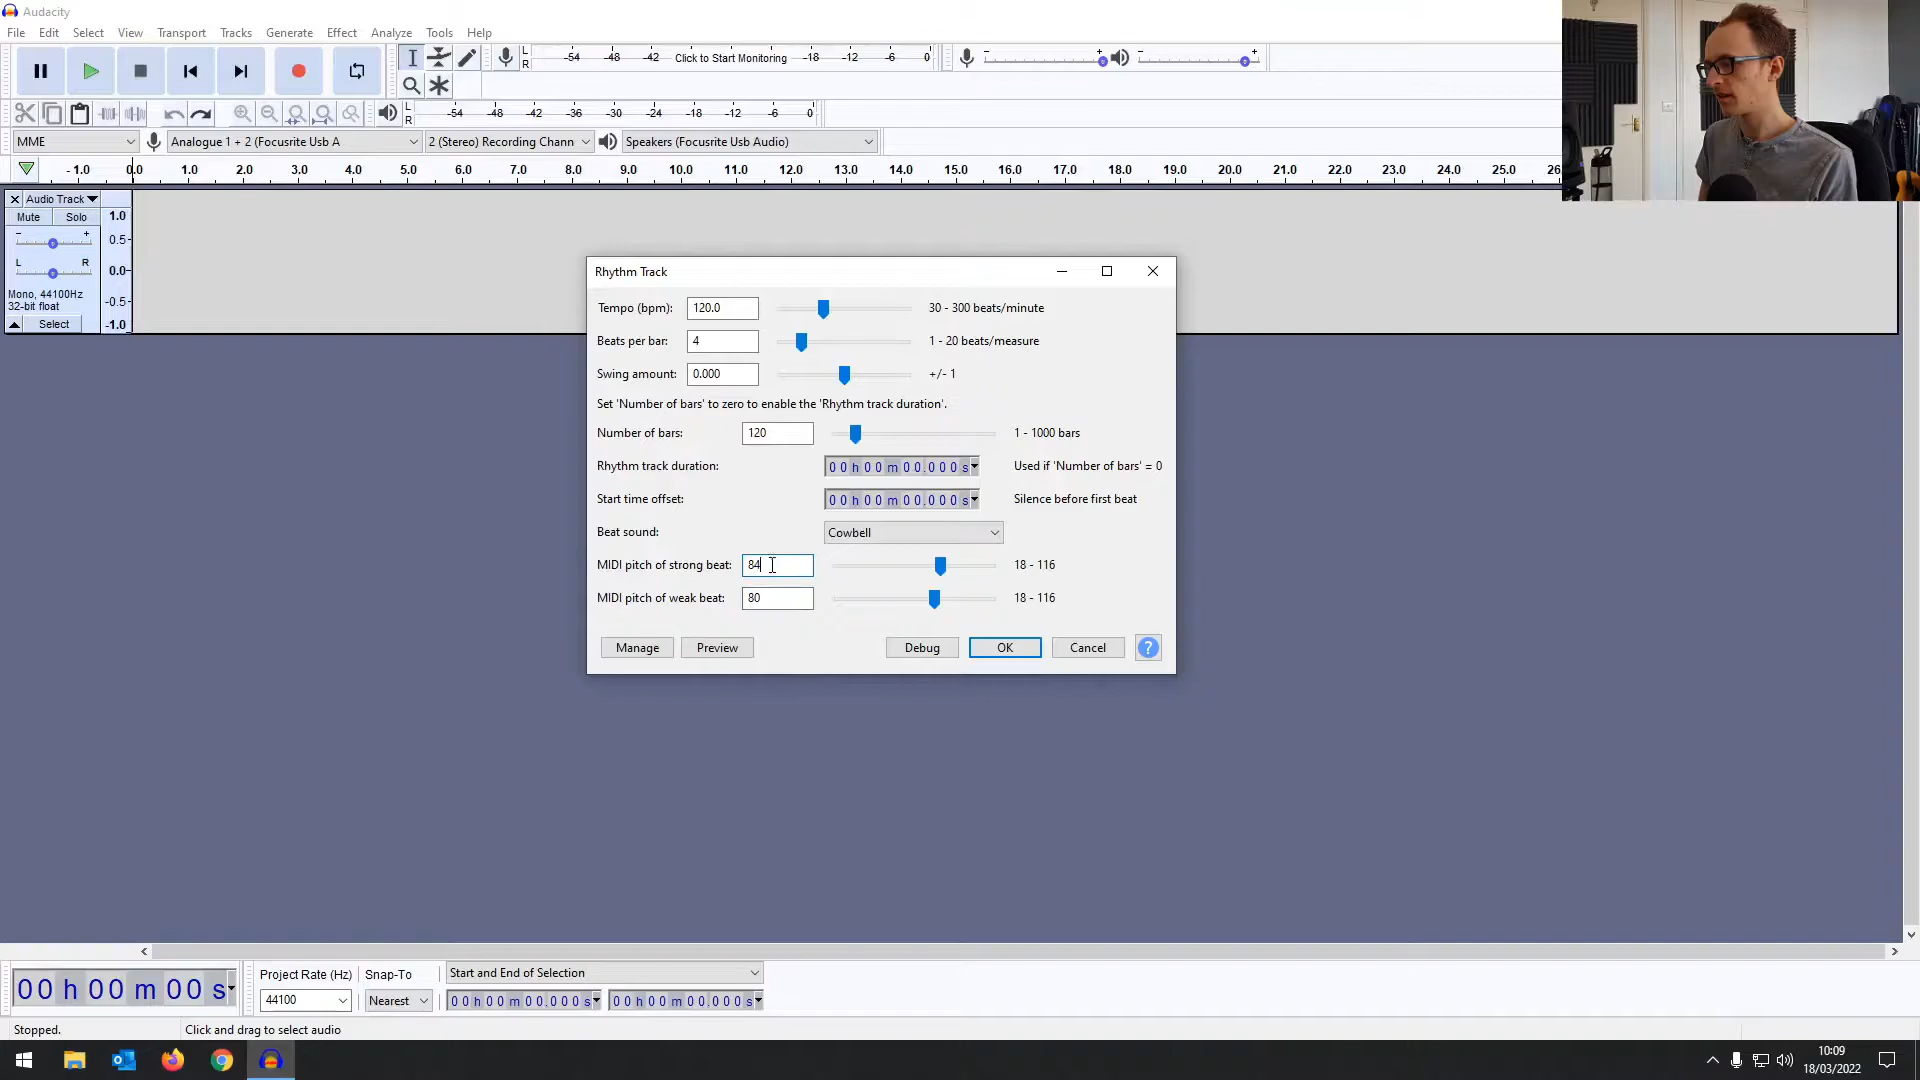 Audacity
File Edit Select View Transport Tracks Generate Effect Analyze Tools Help
L R -54 -48 -42 Click to Start Monitoring -18 -12 -6 0 - + - +
L R -54 -48 -42 -36 -30 -24 -18 -12 -6 0
MME Analogue 1 + 2 (Focusrite Usb A 2 (Stereo) Recording Chann Speakers (Focusrite Usb Audio)
-1.0 0.0 1.0 2.0 3.0 4.0 5.0 6.0 7.0 8.0 9.0 10.0 11.0 12.0 13.0 14.0 15.0 16.0 17.0 18.0 19.0 20.0 21.0 22.0 23.0 24.0 25.0
Audio Track 1.0
Mute Solo
- + 0.5
L R 0.0
Mono, 44100Hz
32-bit float -0.5
Select -1.0
Rhythm Track
Tempo (bpm): 120.0 30 - 300 beats/minute
Beats per bar: 4 1 - 20 beats/measure
Swing amount: 0.000 +/- 1
Set 'Number of bars' to zero to enable the 'Rhythm track duration'.
Number of bars: 120 1 - 1000 bars
Rhythm track duration: 00 h 00 m 00.000 s Used if 'Number of bars' = 0
Start time offset: 00 h 00 m 00.000 s Silence before first beat
Beat sound: Cowbell
MIDI pitch of strong beat: 84 18 - 116
MIDI pitch of weak beat: 80 18 - 116
Manage Preview Debug OK Cancel ?
00 h 00 m 00 s Project Rate (Hz) Snap-To Start and End of Selection
44100 Nearest 00 h 00 m 00.000 s 00 h 00 m 00.000 s
Stopped. Click and drag to select audio
10:09
18/03/2022